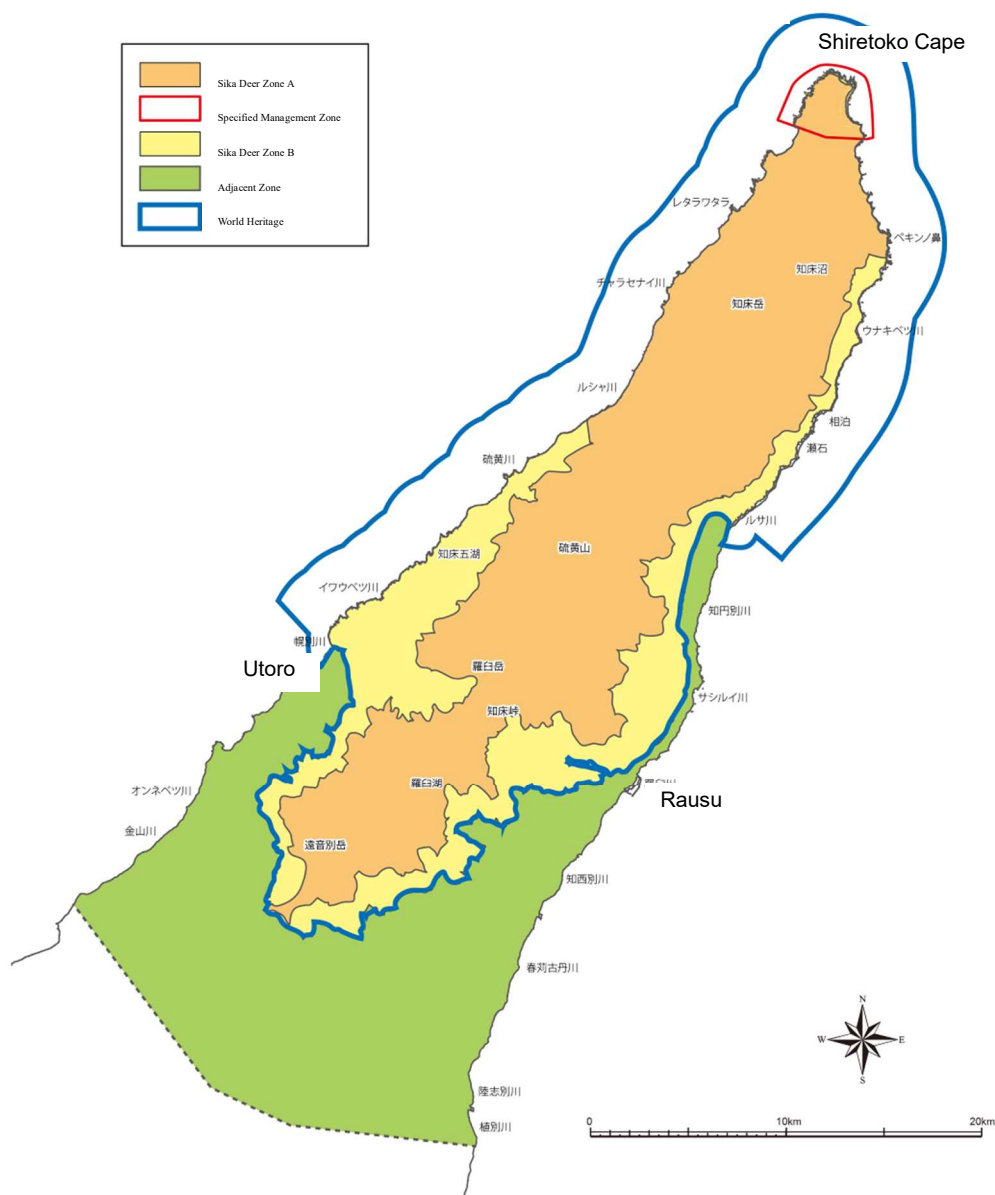 Shiretoko Cape
Sika Deer Zone A
Specified Management Zone
Sika Deer Zone B
Adjacent Zone
World Heritage
レタラワタラ
ペキンノ鼻
知床沼
チャラセナイ川
知床岳
ウナキベツ川
ルシャ川
相泊
瀬石
硫黄川
ルサ川
硫黄山
知床五湖
イワウベツ川
知円別川
幌別川
Utoro
羅臼岳
サシルイ川
知床峠
羅臼湖
オンネベツ川
Rausu
金山川
遠音別岳
知西別川
春苅古丹川
N
W
E
S
陸志別川
植別川
0
10km
20km